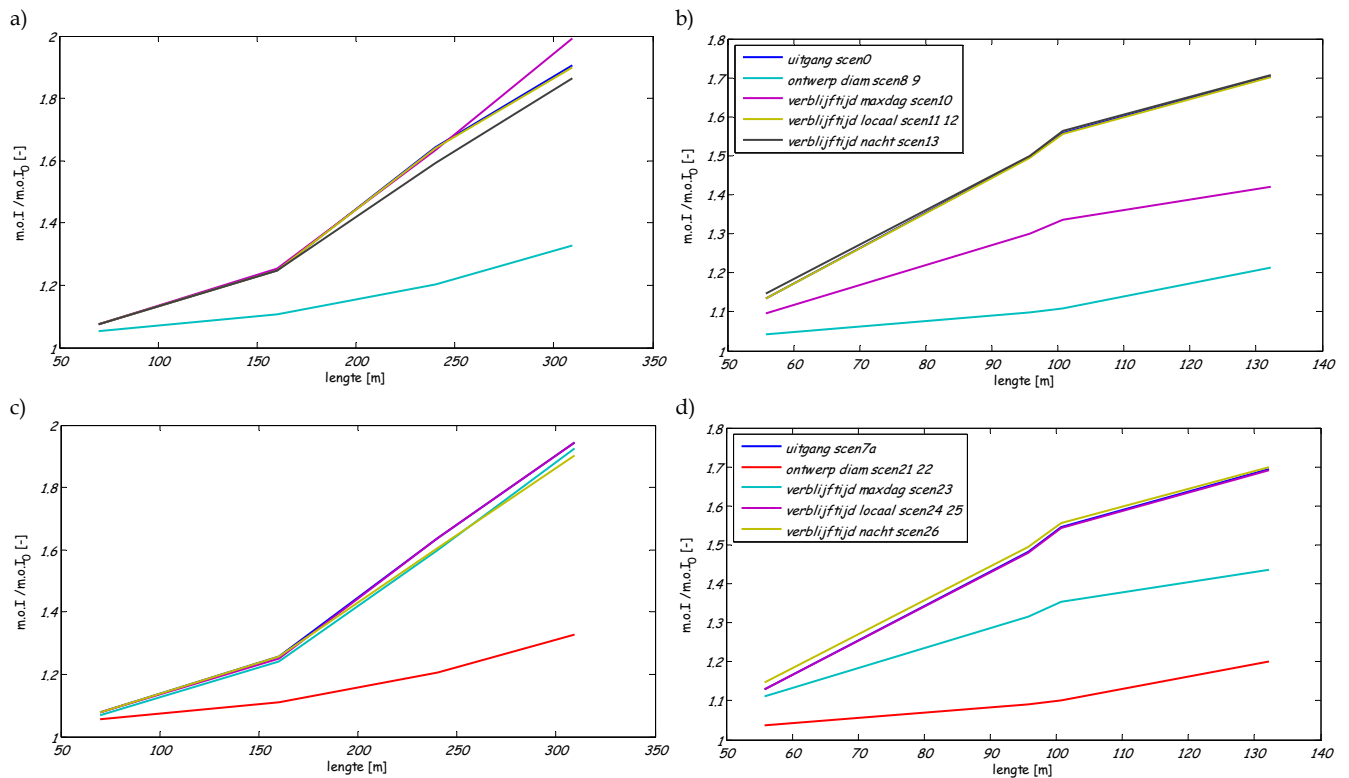 a)
2
1.8
1.6
1.4
1.2
1
m.o.I /m.o.I0 [-]
50 100 150 200 250 300 350
lengte [m]
b)
1.8
1.7
1.6
1.5
1.4
1.3
1.2
1.1
1
m.o.I /m.o.I0 [-]
uitgang scen0
ontwerp diam scen8 9
verblijftijd maxdag scen10
verblijftijd locaal scen11 12
verblijftijd nacht scen13
50 60 70 80 90 100 110 120 130 140
lengte [m]
c)
2
1.8
1.6
1.4
1.2
1
m.o.I /m.o.I0 [-]
50 100 150 200 250 300 350
lengte [m]
d)
1.8
1.7
1.6
1.5
1.4
1.3
1.2
1.1
1
m.o.I /m.o.I0 [-]
uitgang scen7a
ontwerp diam scen21 22
verblijftijd maxdag scen23
verblijftijd locaal scen24 25
verblijftijd nacht scen26
50 60 70 80 90 100 110 120 130 140
lengte [m]